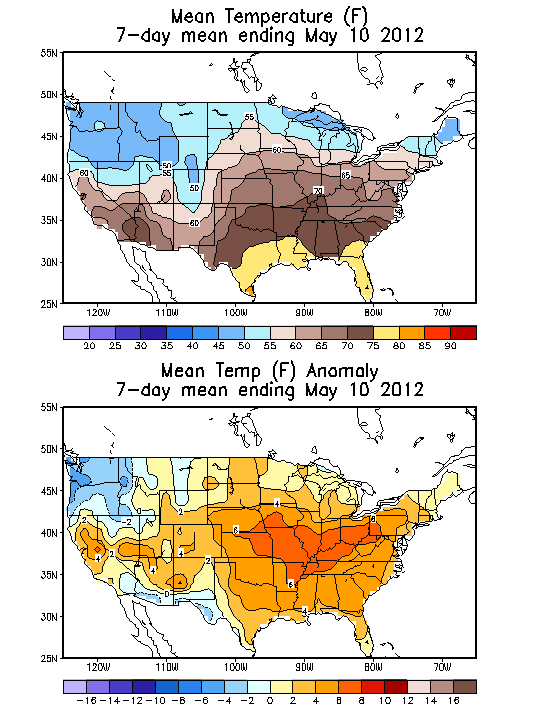 Mean Temperature (F)
7-day mean ending May 10 2012
55N
50N
45N
40N
35N
30N
25N
55
60
50
55
60
65
50
70
60
120W 110W 100W 90W 80W 70W
20 25 30 35 40 45 50 55 60 65 70 75 80 85 90
Mean Temp (F) Anomaly
7-day mean ending May 10 2012
55N
50N
45N
40N
35N
30N
25N
4
2
2
-2
6
6
4
2
4
2
4
6
0
4
120W 110W 100W 90W 80W 70W
-16 -14 -12 -10 -8 -6 -4 -2 0 2 4 6 8 10 12 14 16